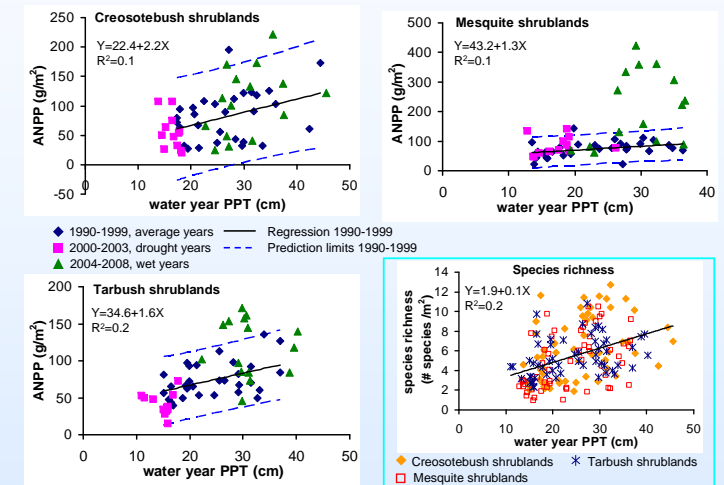 Creosotebush shrublands
Y=22.4+2.2X
R²=0.1
ANPP (g/m²)
250
200
150
100
50
0
-50
0 10 20 30 40 50
water year PPT (cm)
Mesquite shrublands
Y=43.2+1.3X
R²=0.1
ANPP (g/m²)
500
400
300
200
100
0
0 10 20 30 40
water year PPT (cm)
1990-1999, average years
Regression 1990-1999
2000-2003, drought years
Prediction limits 1990-1999
2004-2008, wet years
Tarbush shrublands
Y=34.6+1.6X
R²=0.2
ANPP (g/m²)
200
150
100
50
0
0 10 20 30 40 50
water year PPT (cm)
Species richness
Y=1.9+0.1X
R²=0.2
species richness
(# species /m²)
14
12
10
8
6
4
2
0
0 10 20 30 40 50
water year PPT (cm)
Creosotebush shrublands
Tarbush shrublands
Mesquite shrublands